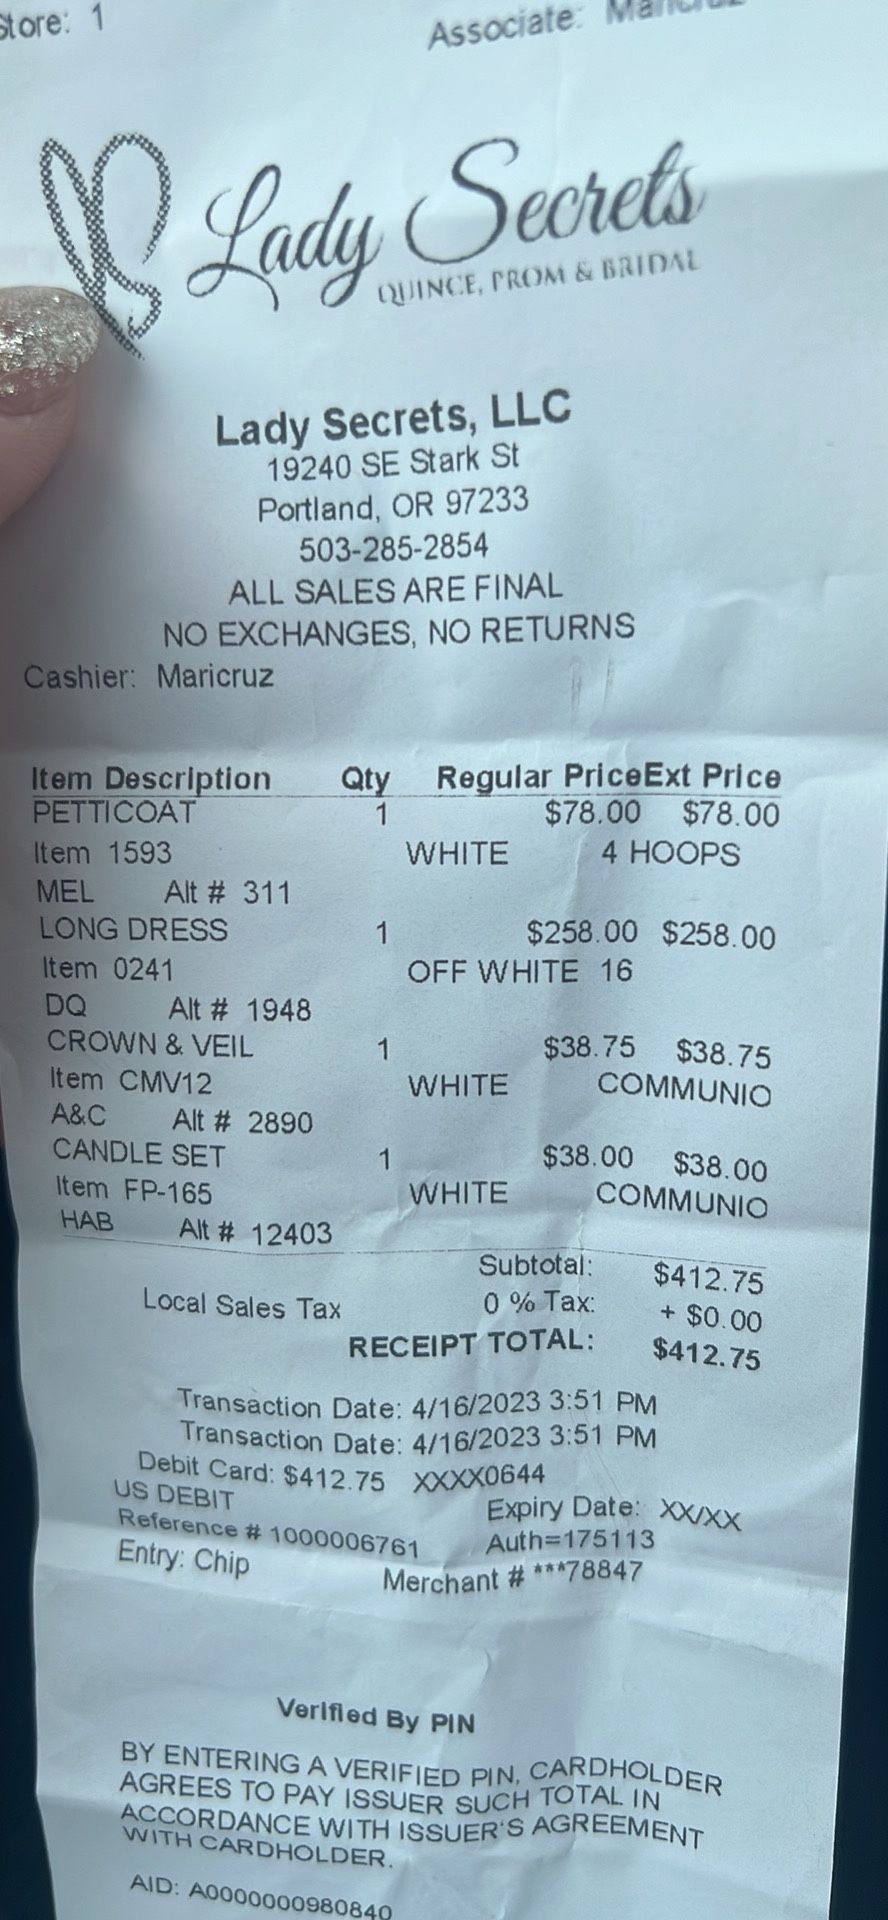 Store: 1
Associate:
Lady Secrets
QUINCE, PROM & BRIDAL
Lady Secrets, LLC
19240 SE Stark St
Portland, OR 97233
503-285-2854
ALL SALES ARE FINAL
NO EXCHANGES, NO RETURNS
Cashier: Maricruz
Item Description Qty Regular Price Ext Price
PETTICOAT 1 $78.00 $78.00
Item 1593 WHITE 4 HOOPS
MEL Alt # 311
LONG DRESS 1 $258.00 $258.00
Item 0241 OFF WHITE 16
DQ Alt # 1948
CROWN & VEIL 1 $38.75 $38.75
Item CMV12 WHITE COMMUNIO
A&C Alt # 2890
CANDLE SET 1 $38.00 $38.00
Item FP-165 WHITE COMMUNIO
HAB Alt # 12403
Subtotal: $412.75
Local Sales Tax 0 % Tax: + $0.00
RECEIPT TOTAL: $412.75
Transaction Date: 4/16/2023 3:51 PM
Transaction Date: 4/16/2023 3:51 PM
Debit Card: $412.75 XXXX0644
US DEBIT Expiry Date: XX/XX
Reference # 1000006761 Auth=175113
Entry: Chip Merchant # ***78847
Verified By PIN
BY ENTERING A VERIFIED PIN, CARDHOLDER
AGREES TO PAY ISSUER SUCH TOTAL IN
ACCORDANCE WITH ISSUER'S AGREEMENT
WITH CARDHOLDER.
AID: A0000000980840